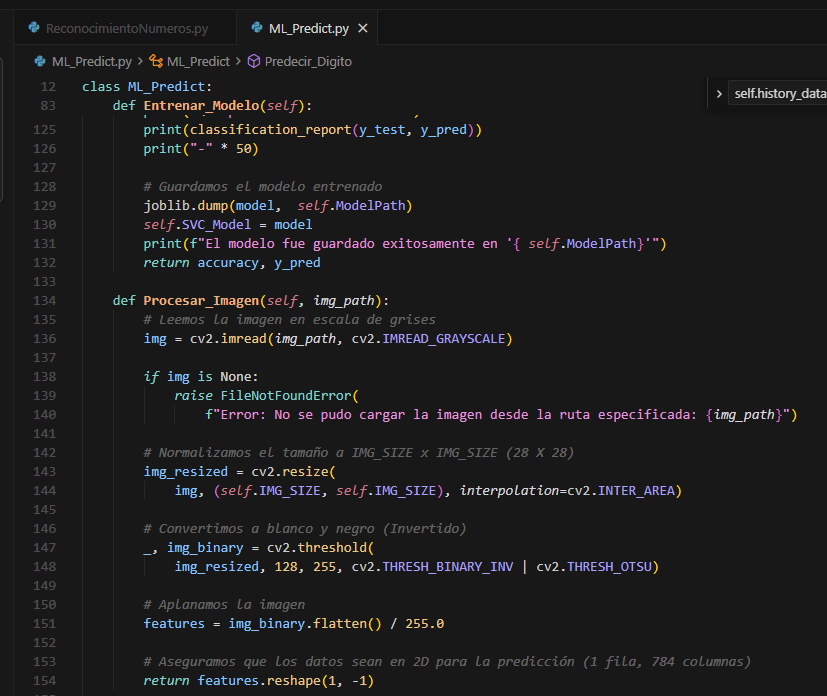 ReconocimientoNumeros.py
ML_Predict.py ✕
ML_Predict.py > ML_Predict > Predecir_Digito
self.history_data
12 class ML_Predict:
83     def Entrenar_Modelo(self):
125         print(classification_report(y_test, y_pred))
126         print("-" * 50)
127
128         # Guardamos el modelo entrenado
129         joblib.dump(model,  self.ModelPath)
130         self.SVC_Model = model
131         print(f"El modelo fue guardado exitosamente en '{ self.ModelPath}'")
132         return accuracy, y_pred
133
134     def Procesar_Imagen(self, img_path):
135         # Leemos la imagen en escala de grises
136         img = cv2.imread(img_path, cv2.IMREAD_GRAYSCALE)
137
138         if img is None:
139             raise FileNotFoundError(
140                 f"Error: No se pudo cargar la imagen desde la ruta especificada: {img_path}")
141
142         # Normalizamos el tamaño a IMG_SIZE x IMG_SIZE (28 X 28)
143         img_resized = cv2.resize(
144             img, (self.IMG_SIZE, self.IMG_SIZE), interpolation=cv2.INTER_AREA)
145
146         # Convertimos a blanco y negro (Invertido)
147         _, img_binary = cv2.threshold(
148             img_resized, 128, 255, cv2.THRESH_BINARY_INV | cv2.THRESH_OTSU)
149
150         # Aplanamos la imagen
151         features = img_binary.flatten() / 255.0
152
153         # Aseguramos que los datos sean en 2D para la predicción (1 fila, 784 columnas)
154         return features.reshape(1, -1)